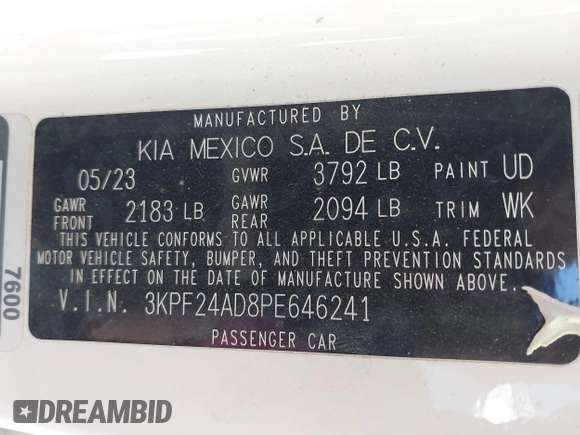 MANUFACTURED BY
KIA MEXICO S.A. DE C.V.
05/23 GVWR 3792 LB PAINT UD
GAWR FRONT 2183 LB GAWR REAR 2094 LB TRIM WK
THIS VEHICLE CONFORMS TO ALL APPLICABLE U.S.A. FEDERAL
MOTOR VEHICLE SAFETY, BUMPER, AND THEFT PREVENTION STANDARDS
IN EFFECT ON THE DATE OF MANUFACTURE SHOWN ABOVE.
V.I.N. 3KPF24AD8PE646241
PASSENGER CAR
7600
DREAMBID